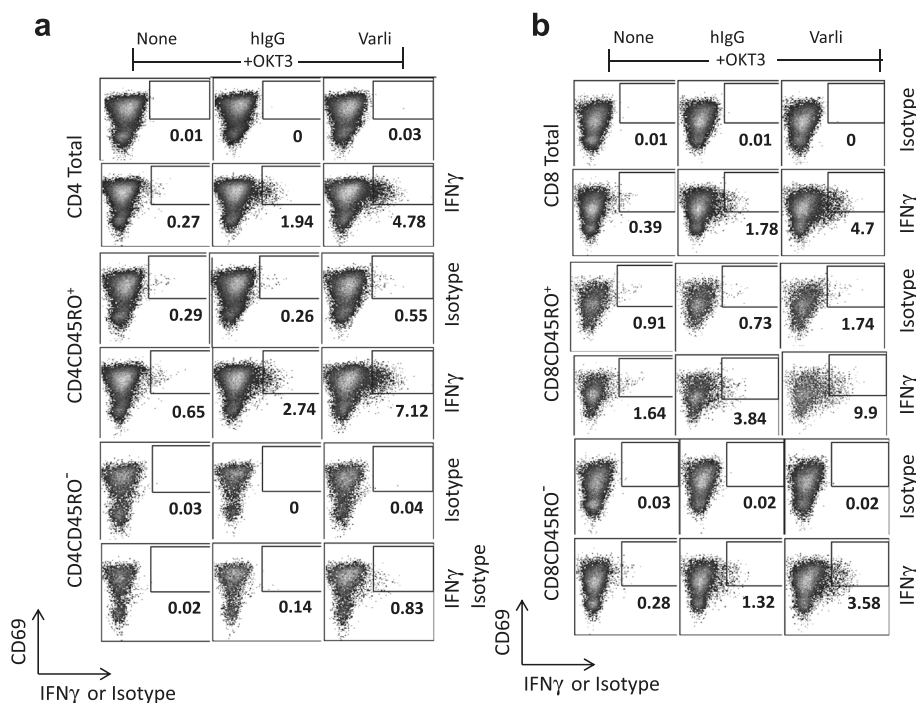 a
None hIgG Varli
+OKT3
CD4 Total
0.01 0 0.03
0.27 1.94 4.78
IFNγ
CD4CD45RO+
0.29 0.26 0.55
Isotype
0.65 2.74 7.12
IFNγ
CD4CD45RO-
0.03 0 0.04
Isotype
0.02 0.14 0.83
IFNγ
Isotype
CD69
IFNγ or Isotype
b
None hIgG Varli
+OKT3
CD8 Total
0.01 0.01 0
Isotype
0.39 1.78 4.7
IFNγ
CD8CD45RO+
0.91 0.73 1.74
Isotype
1.64 3.84 9.9
IFNγ
CD8CD45RO-
0.03 0.02 0.02
Isotype
0.28 1.32 3.58
IFNγ
CD69
IFNγ or Isotype